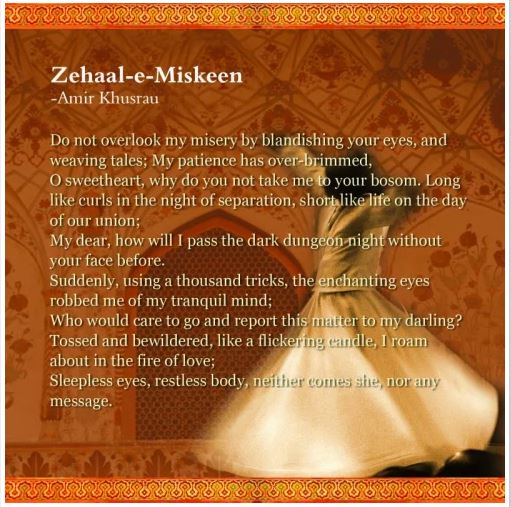 Zehaal-e-Miskeen
-Amir Khusrau
Do not overlook my misery by blandishing your eyes, and
weaving tales; My patience has over-brimmed,
O sweetheart, why do you not take me to your bosom. Long
like curls in the night of separation, short like life on the day
of our union;
My dear, how will I pass the dark dungeon night without
your face before.
Suddenly, using a thousand tricks, the enchanting eyes
robbed me of my tranquil mind;
Who would care to go and report this matter to my darling?
Tossed and bewildered, like a flickering candle, I roam
about in the fire of love;
Sleepless eyes, restless body, neither comes she, nor any
message.